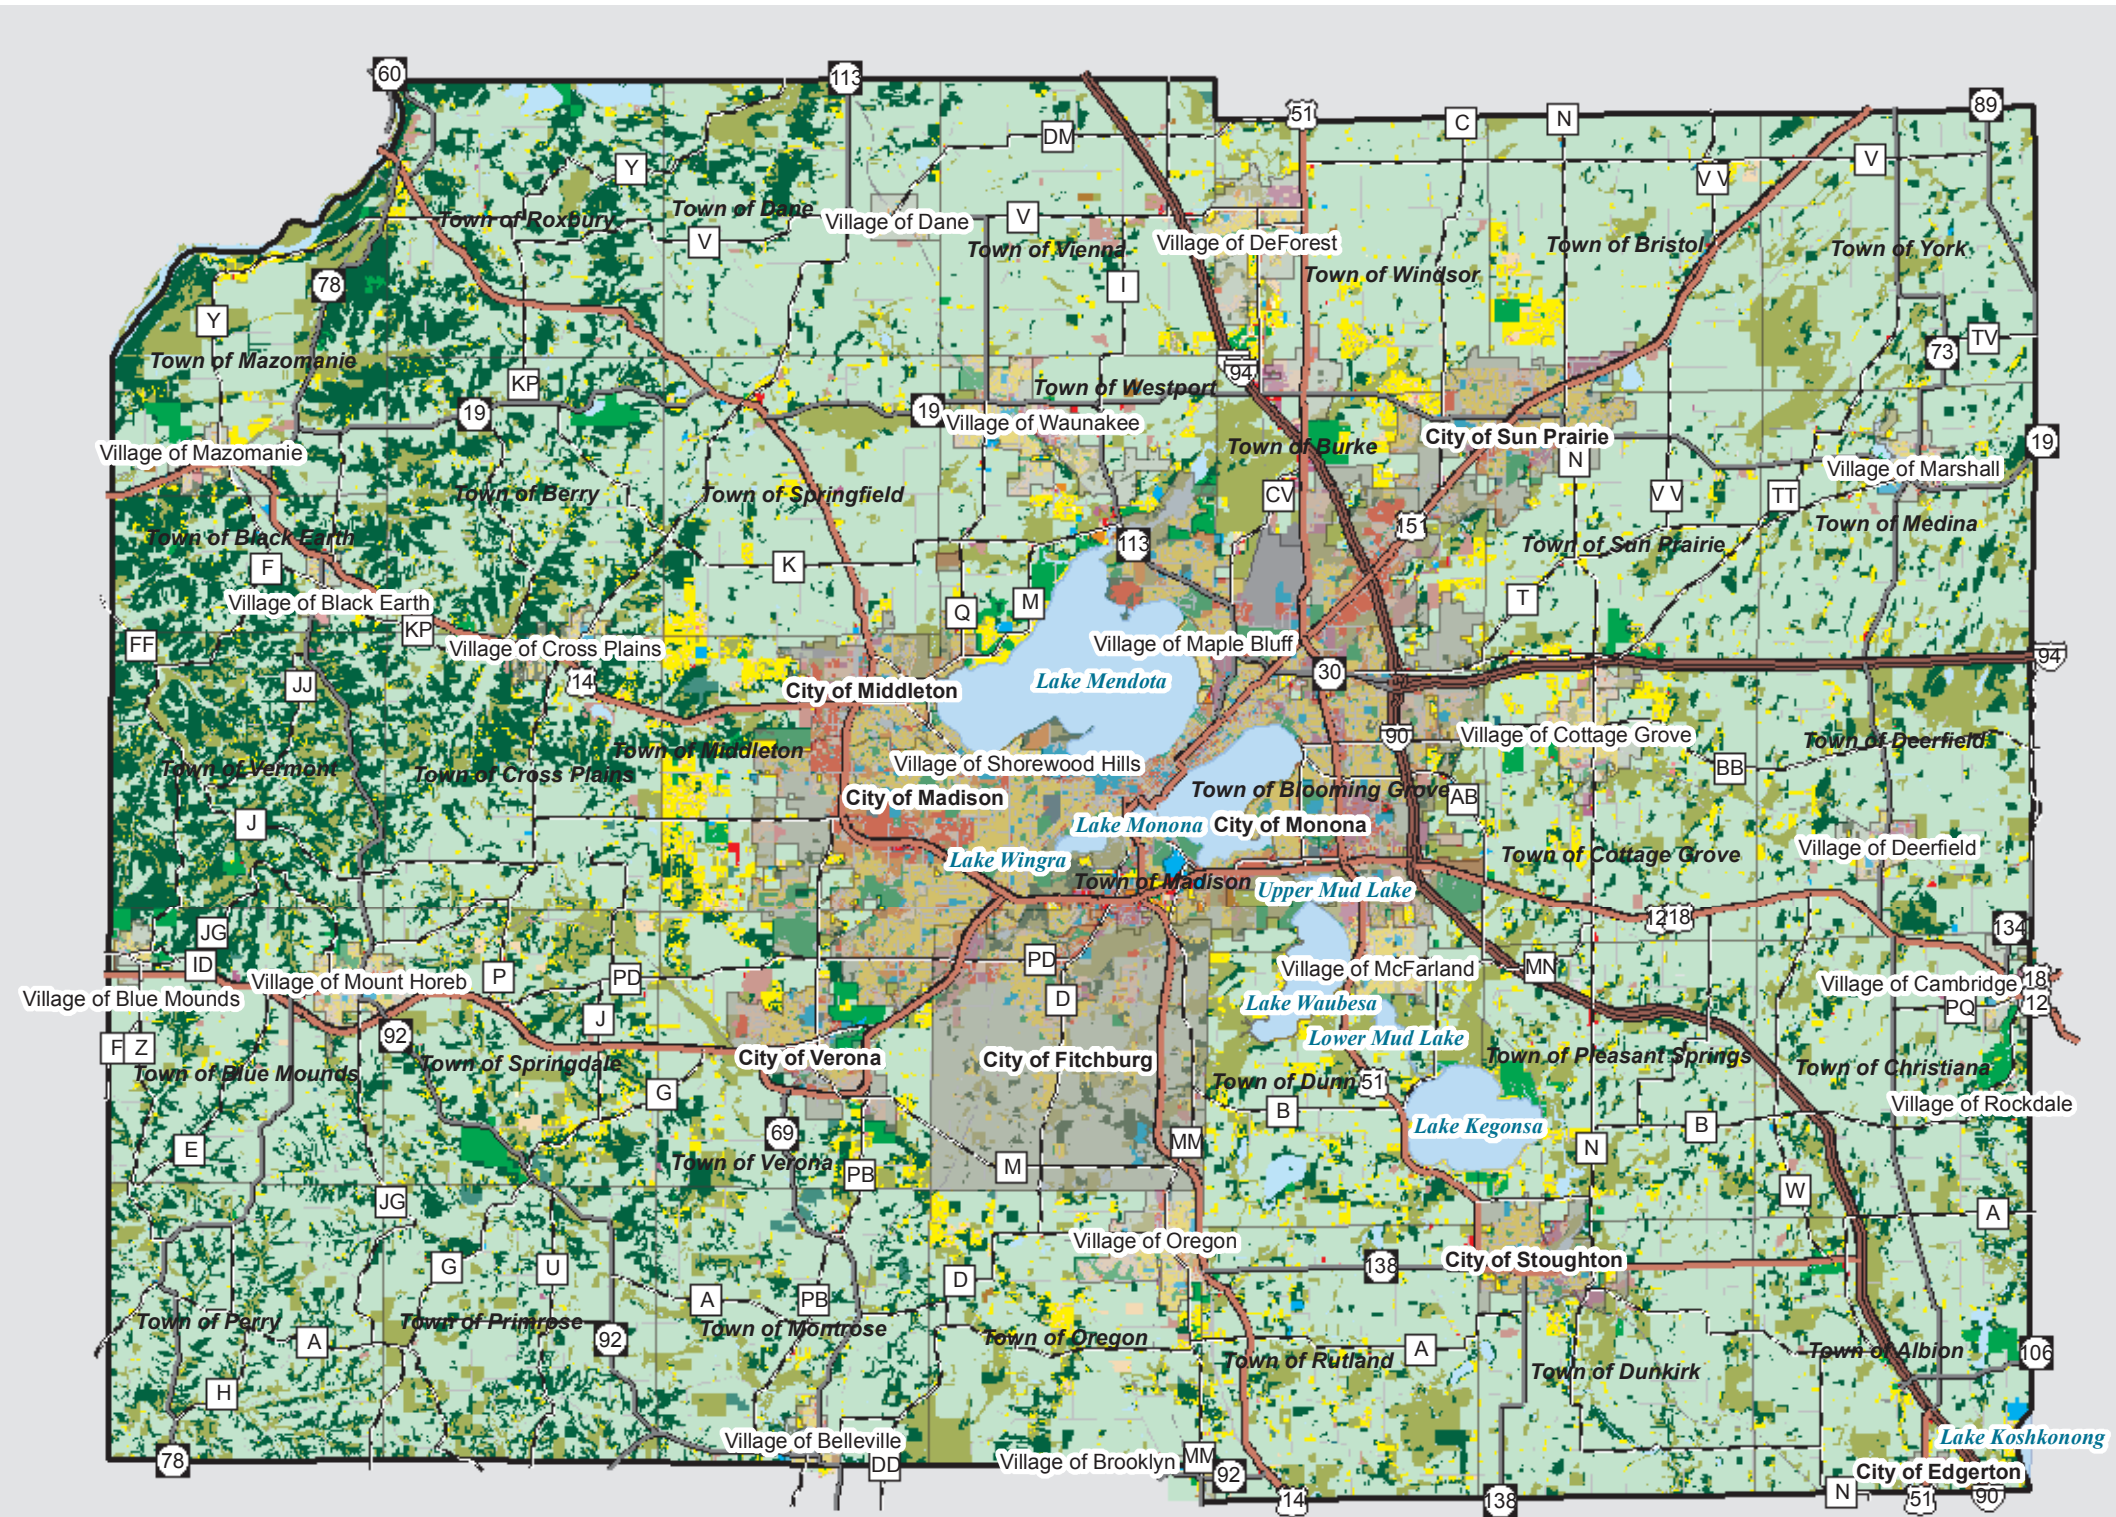 60
113
51
C
N
89
DM
Y
V V
V
Town of Roxbury
Town of Dane
Village of Dane
V
V
Town of Vienna
Village of DeForest
Town of Windsor
Town of Bristol
Town of York
78
I
Y
Town of Mazomanie
94
73
TV
KP
Town of Westport
19
19
Village of Waunakee
Town of Burke
City of Sun Prairie
19
Village of Mazomanie
N
Village of Marshall
Town of Berry
Town of Springfield
CV
V V
TT
Town of Black Earth
113
151
Town of Medina
Town of Sun Prairie
F
K
Village of Black Earth
Q
M
T
KP
FF
Village of Cross Plains
Village of Maple Bluff
94
JJ
14
City of Middleton
Lake Mendota
30
90
Village of Cottage Grove
Town of Deerfield
Town of Middleton
Town of Vermont
Town of Cross Plains
Village of Shorewood Hills
BB
City of Madison
Town of Blooming Grove
AB
J
Lake Monona
City of Monona
Village of Deerfield
Lake Wingra
Town of Cottage Grove
Town of Madison
Upper Mud Lake
JG
1218
134
ID
PD
MN
Village of Mount Horeb
P
PD
Village of McFarland
Village of Cambridge
18
Village of Blue Mounds
D
Lake Waubesa
PQ
12
J
92
Lower Mud Lake
F
Z
Town of Springdale
City of Verona
City of Fitchburg
Town of Pleasant Springs
Town of Blue Mounds
Town of Christiana
G
Town of Dunn
51
B
Village of Rockdale
69
Lake Kegonsa
B
E
MM
N
Town of Verona
PB
M
JG
W
A
Village of Oregon
G
U
D
138
City of Stoughton
A
PB
Town of Perry
Town of Primrose
Town of Montrose
Town of Oregon
A
92
A
Town of Albion
106
Town of Rutland
Town of Dunkirk
H
Village of Belleville
Lake Koshkonong
78
DD
Village of Brooklyn
MM
92
City of Edgerton
14
138
N
51
90